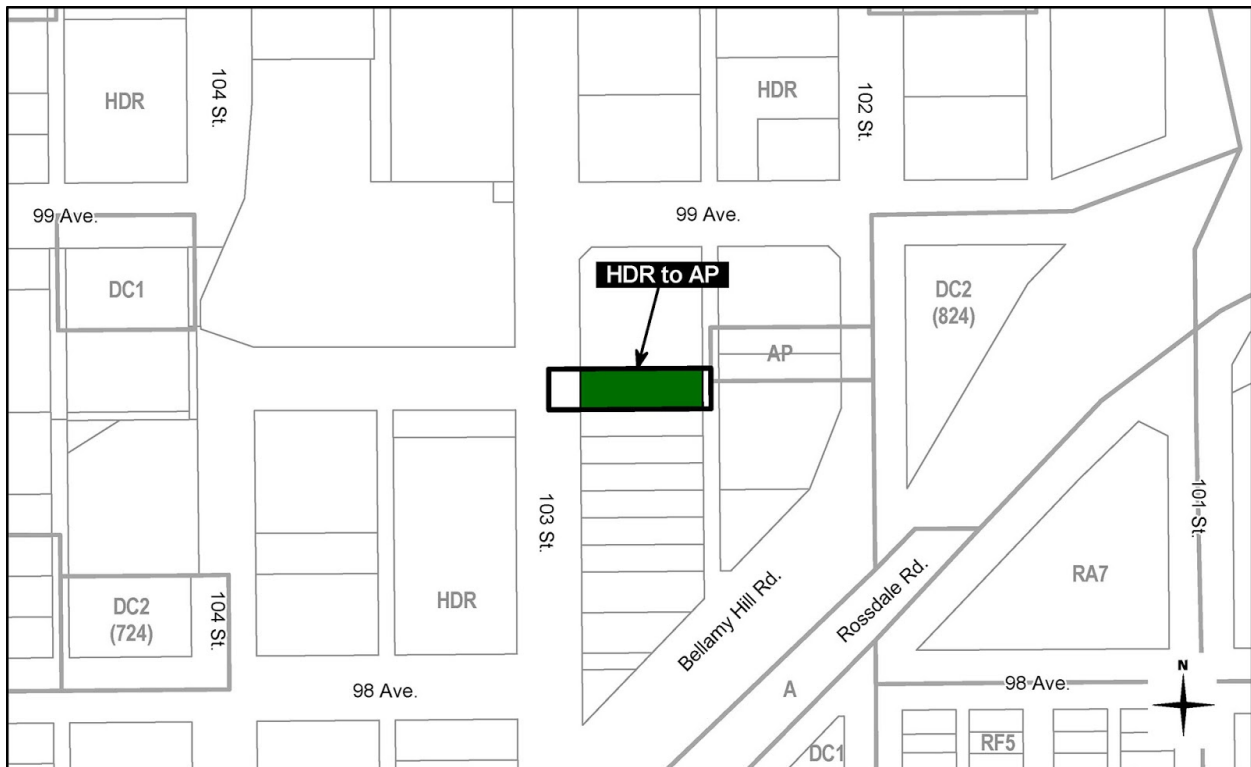 HDR
104 St.
HDR
102 St.
99 Ave.
99 Ave.
HDR to AP
DC1
DC2
(824)
AP
103 St.
101 St.
RA7
HDR
DC2
(724)
104 St.
Bellamy Hill Rd.
Rossdale Rd.
N
98 Ave.
A
98 Ave.
DC1
RF5